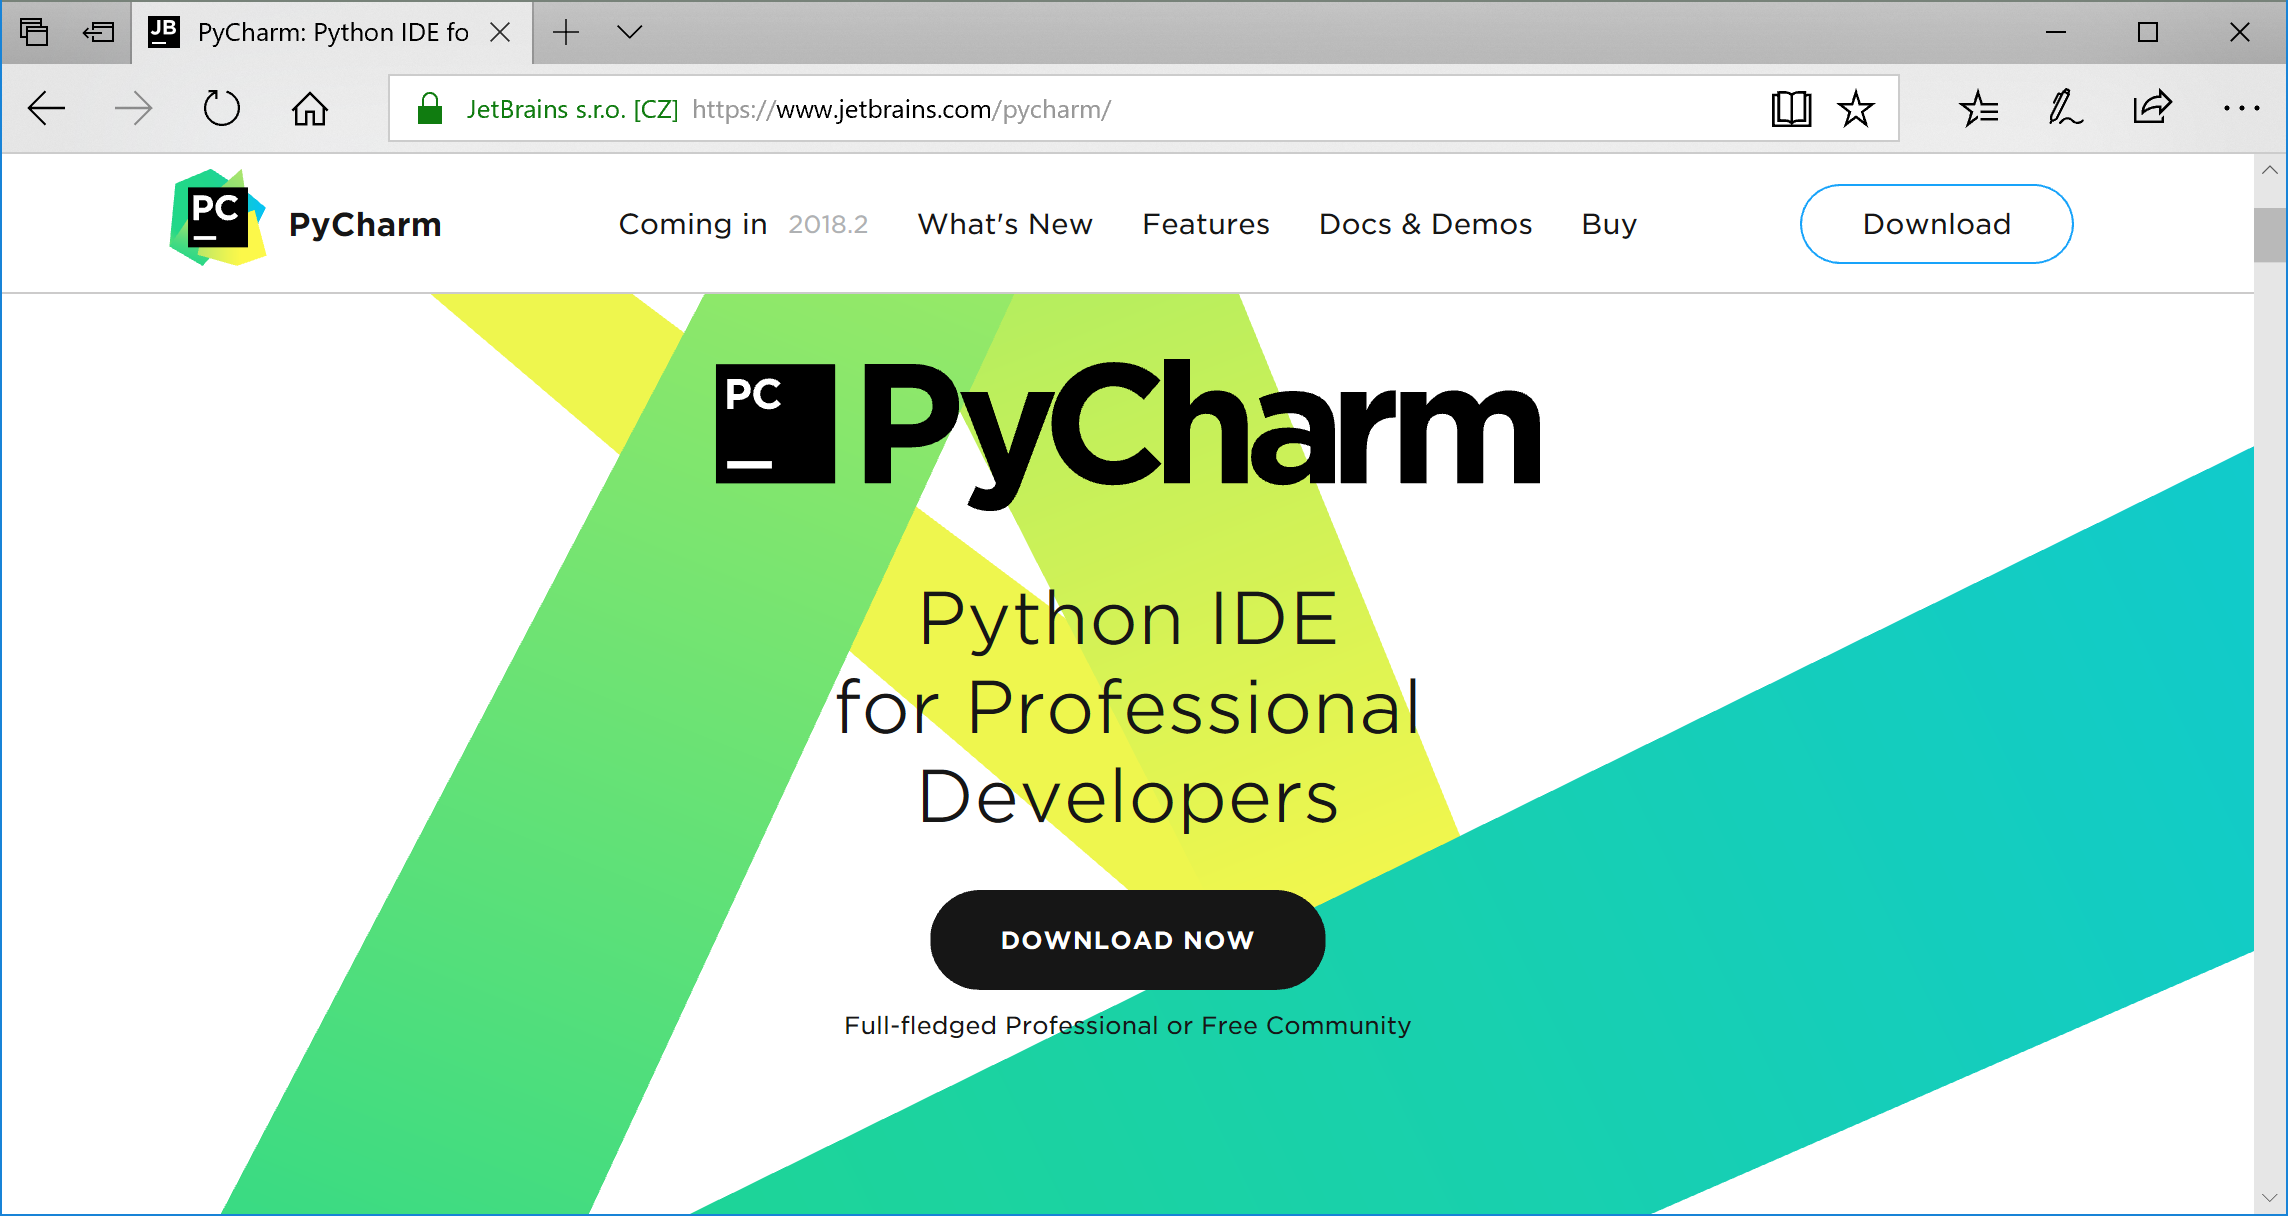 JB PyCharm: Python IDE fo
JetBrains s.r.o. [CZ] https://www.jetbrains.com/pycharm/
PC PyCharm Coming in 2018.2 What's New Features Docs & Demos Buy Download
PC PyCharm
Python IDE
for Professional
Developers
DOWNLOAD NOW
Full-fledged Professional or Free Community